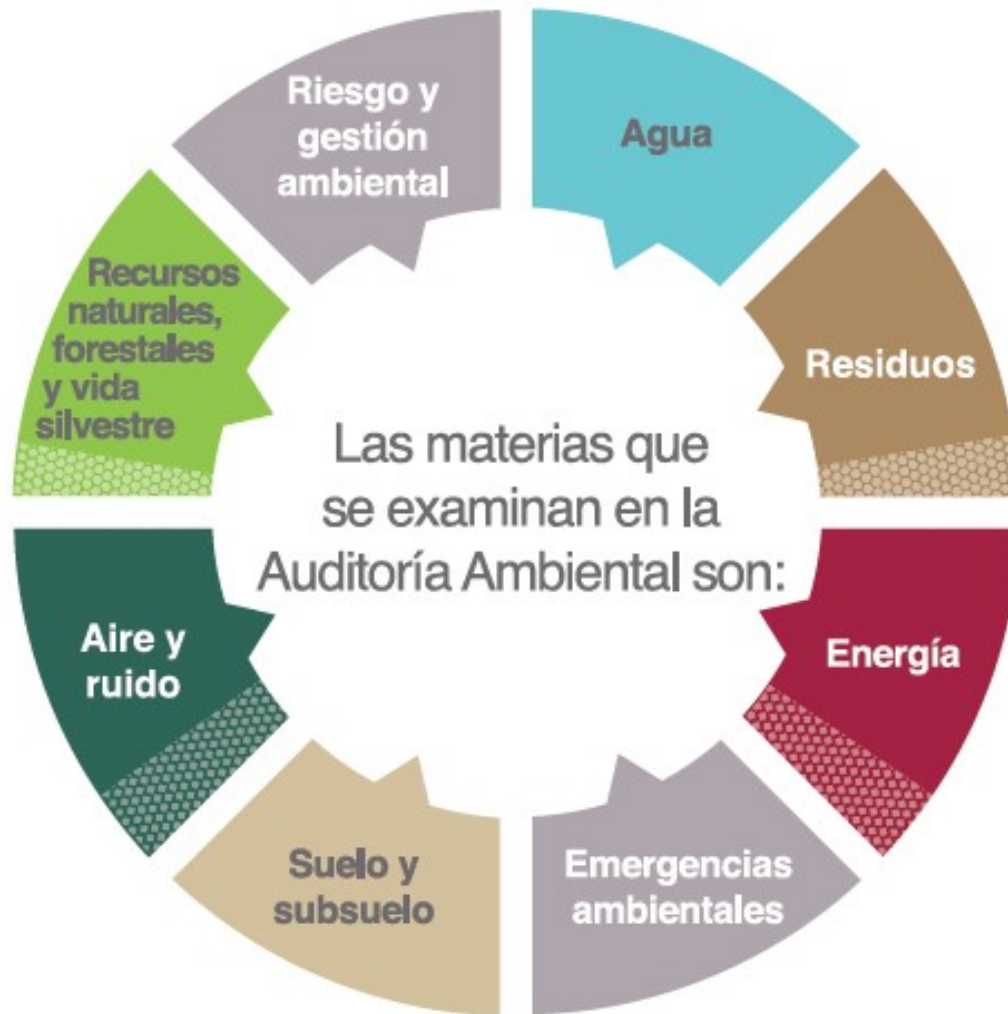 Las materias que
se examinan en la
Auditoría Ambiental son:
Agua
Residuos
Energía
Emergencias
ambientales
Suelo y
subsuelo
Aire y
ruido
Recursos
naturales,
forestales
y vida
silvestre
Riesgo y
gestión
ambiental